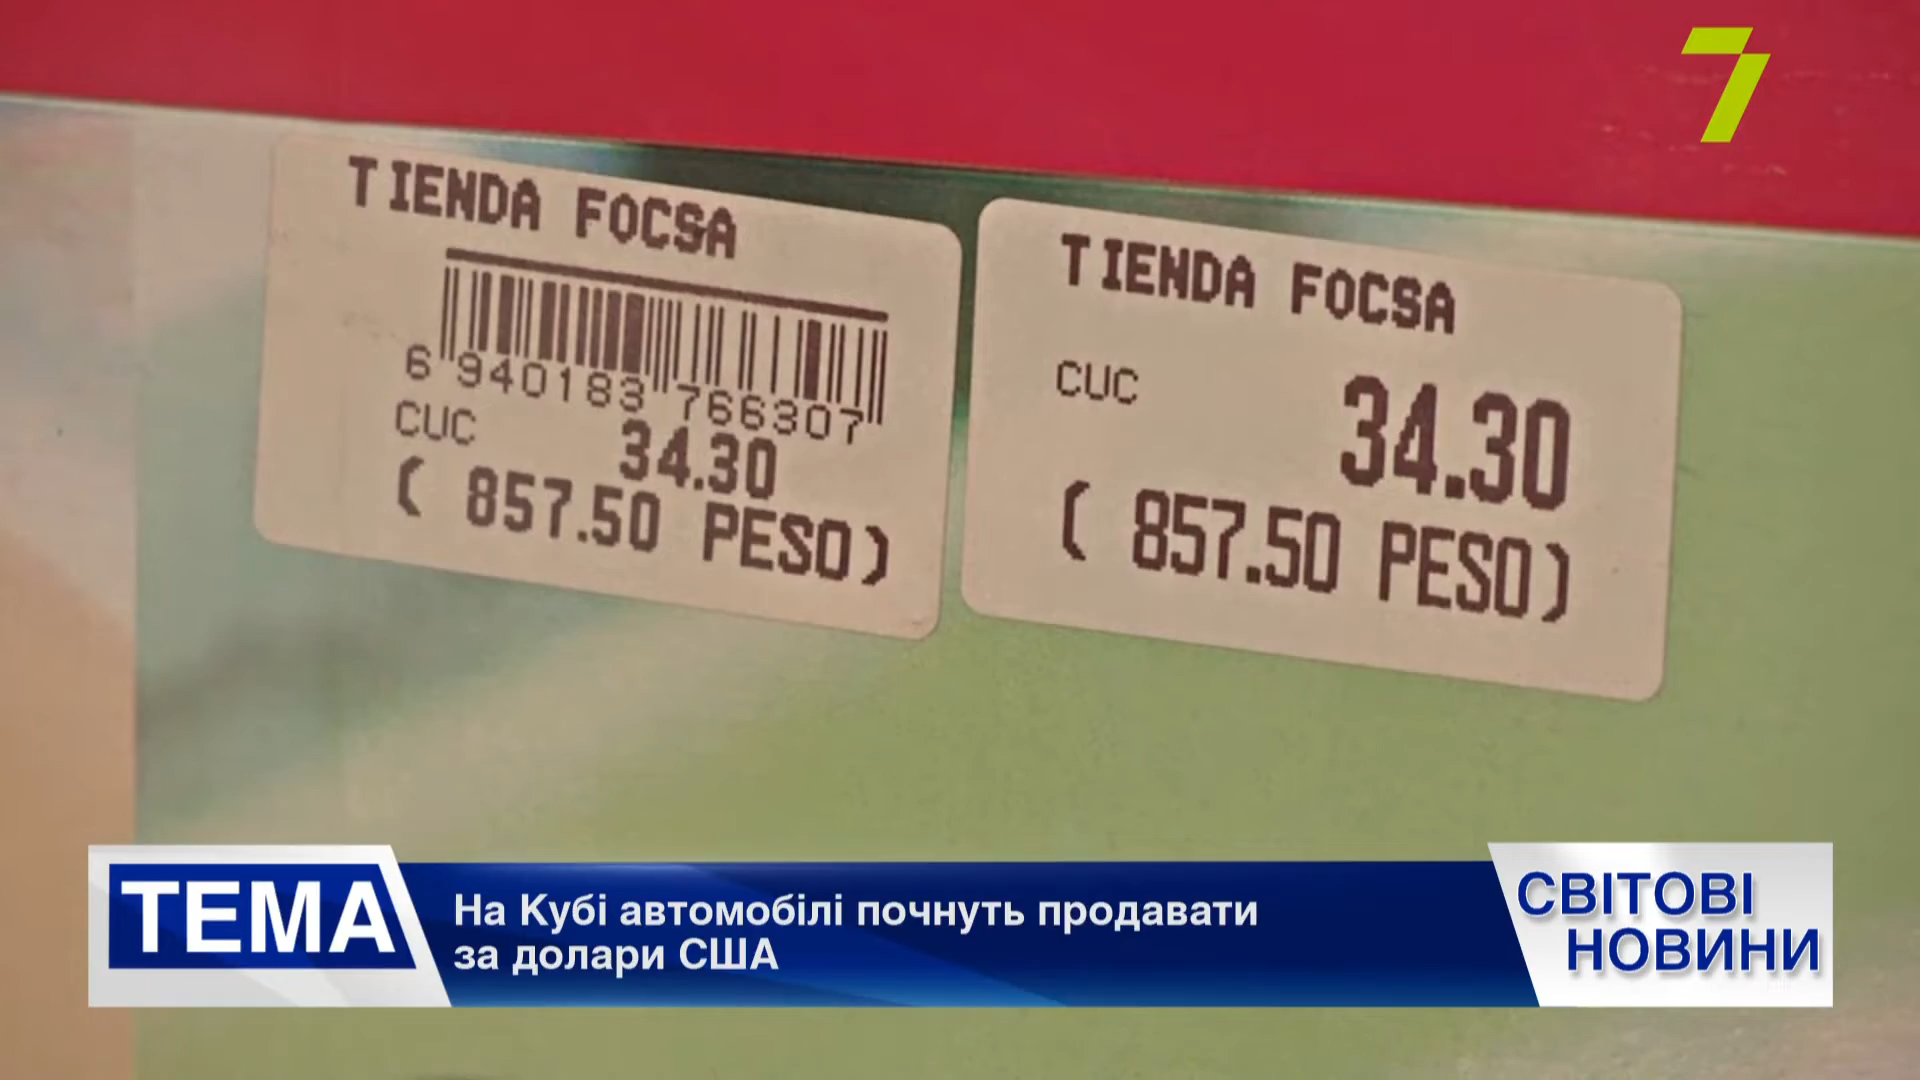 7
TIENDA FOCSA
6 940183 766307
CUC 34.30
( 857.50 PESO)
TIENDA FOCSA
CUC 34.30
( 857.50 PESO)
ТЕМА
На Кубі автомобілі почнуть продавати
за долари США
СВІТОВІ
НОВИНИ